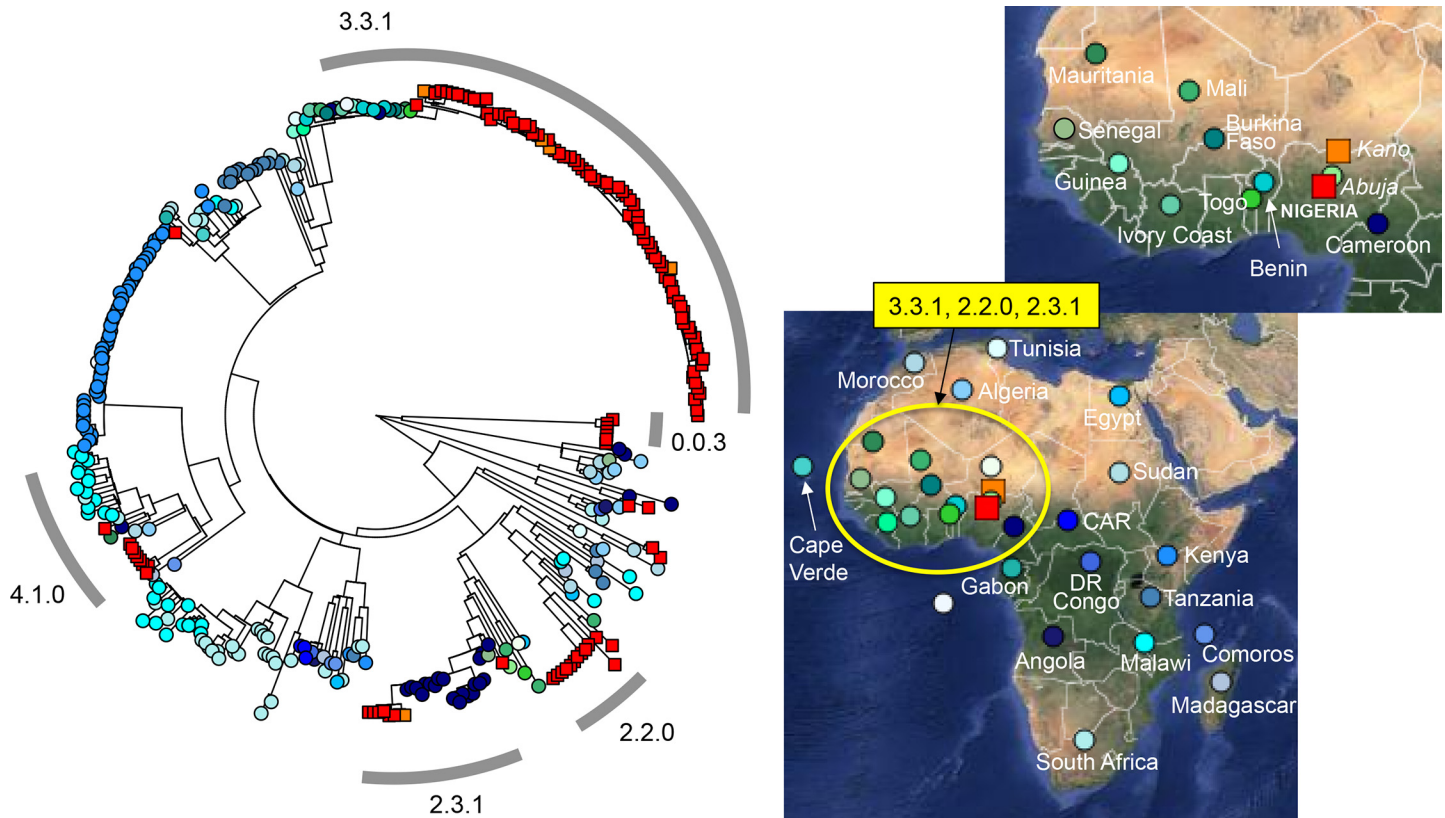 3.3.1
0.0.3
4.1.0
2.2.0
2.3.1
Mauritania
Mali
Senegal
Burkina
Faso
Kano
Guinea
Abuja
Togo
NIGERIA
Ivory Coast
Cameroon
Benin
3.3.1, 2.2.0, 2.3.1
Tunisia
Morocco
Algeria
Egypt
Sudan
CAR
Cape
Verde
Kenya
Gabon
DR
Congo
Tanzania
Angola
Malawi
Comoros
Madagascar
South Africa